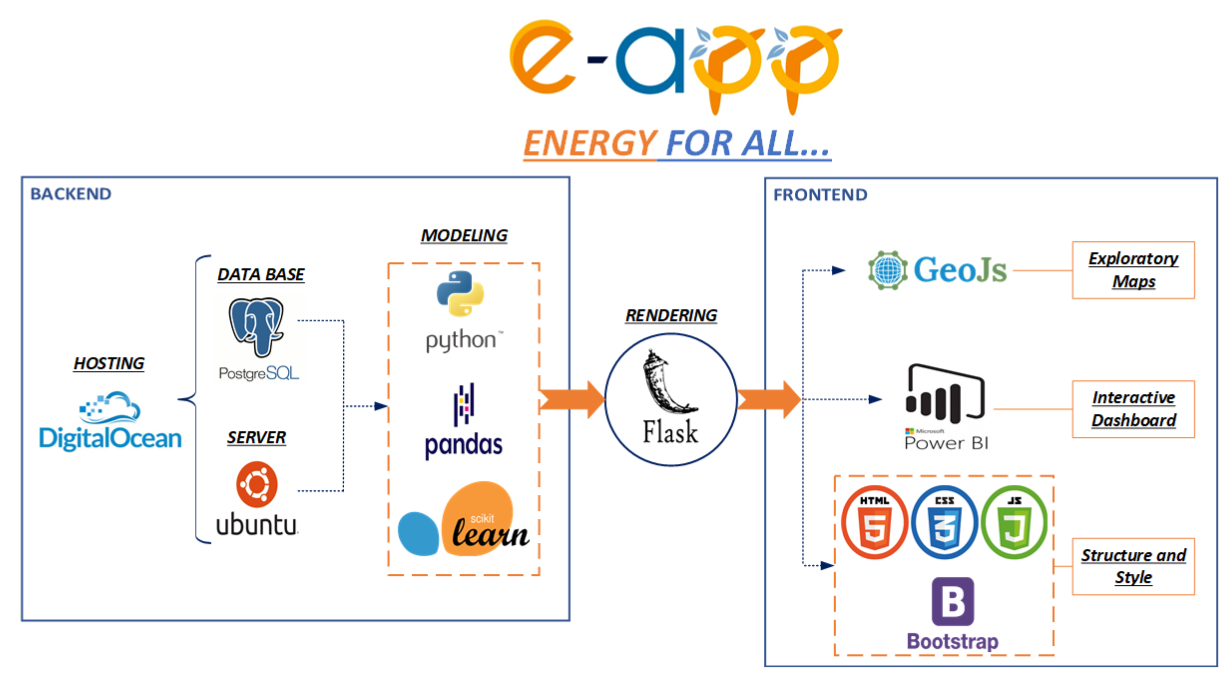 e-app
ENERGY FOR ALL...
BACKEND
HOSTING
DigitalOcean
DATA BASE
PostgreSQL
SERVER
ubuntu
MODELING
python™
pandas
scikit
learn
RENDERING
Flask
FRONTEND
GeoJs
Exploratory
Maps
Microsoft
Power BI
Interactive
Dashboard
HTML CSS JS
5 3 J
B
Bootstrap
Structure and
Style